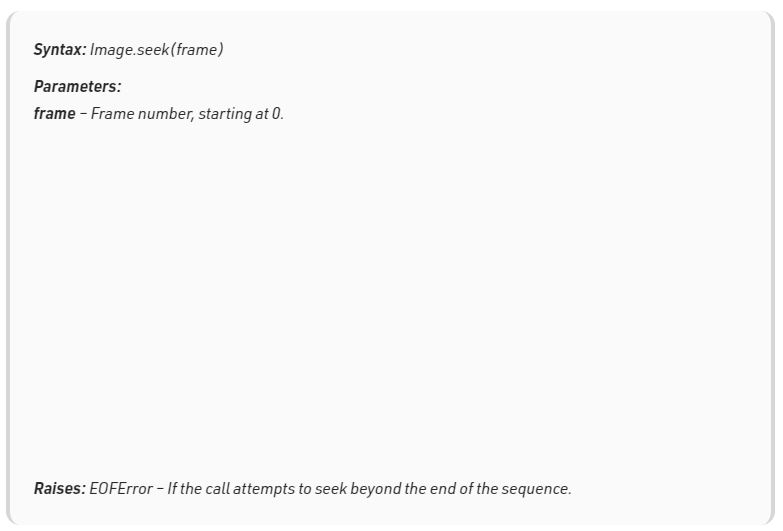 Syntax: Image.seek(frame)
Parameters:
frame – Frame number, starting at 0.
Raises: EOFError – If the call attempts to seek beyond the end of the sequence.